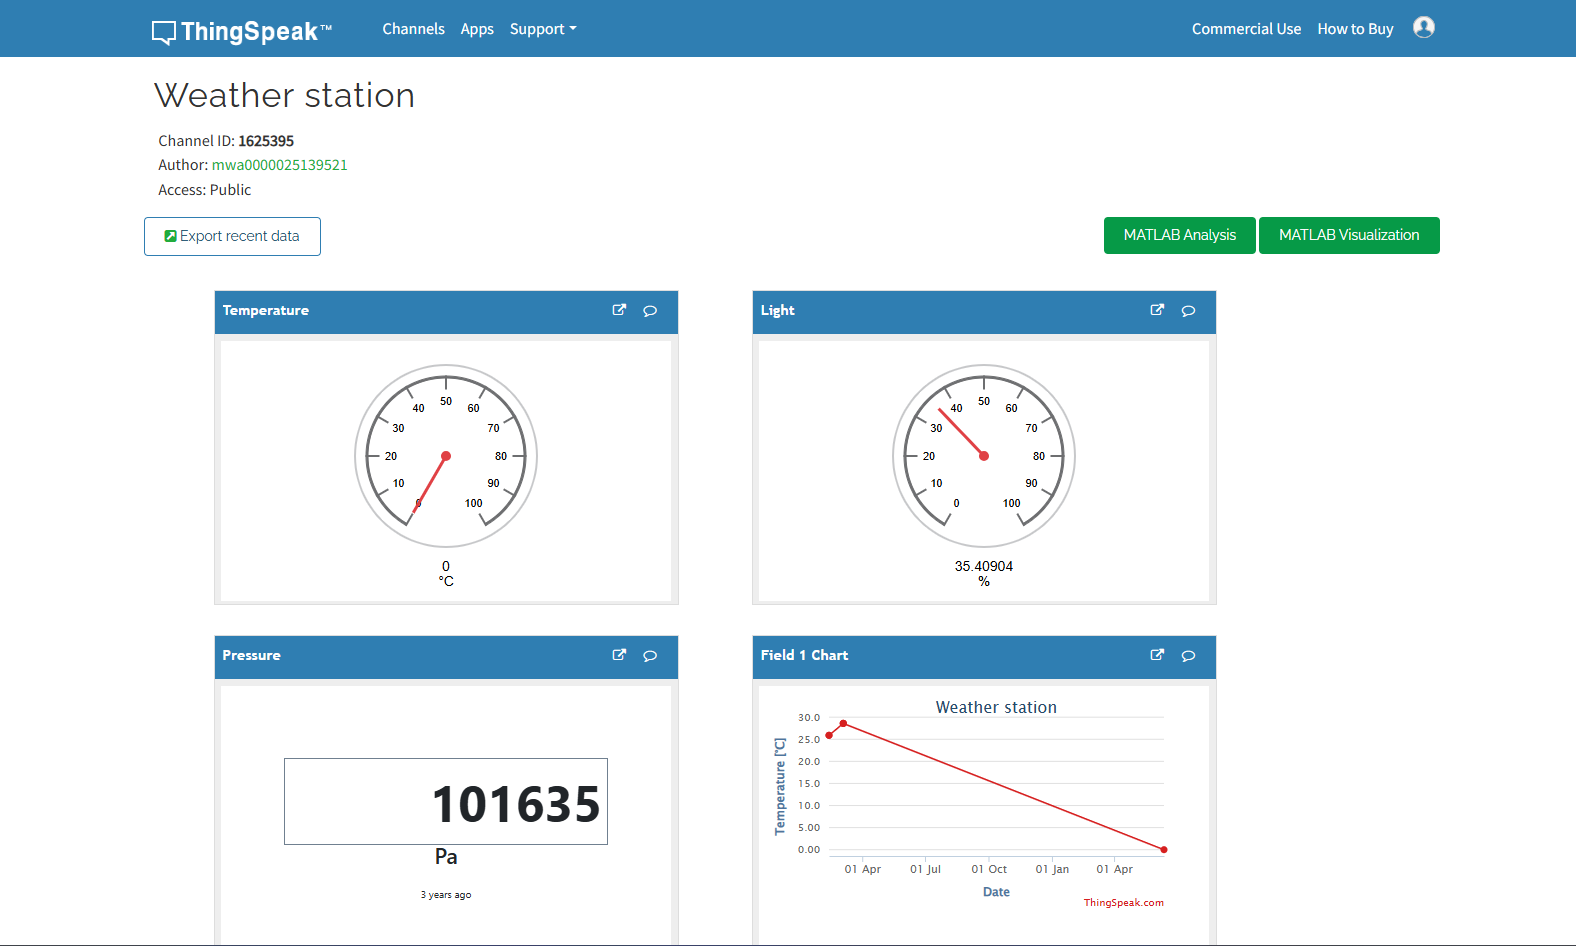 ThingSpeak™ Channels Apps Support Commercial Use How to Buy
Weather station
Channel ID: 1625395
Author: mwa0000025139521
Access: Public
Export recent data MATLAB Analysis MATLAB Visualization
Temperature
0
10
20
30
40
50
60
70
80
90
100
0
°C
Light
0
10
20
30
40
50
60
70
80
90
100
35.40904
%
Pressure
101635
Pa
3 years ago
Field 1 Chart
Weather station
Temperature [°C]
30.0
25.0
20.0
15.0
10.0
5.00
0.00
01 Apr 01 Jul 01 Oct 01 Jan 01 Apr
Date
ThingSpeak.com